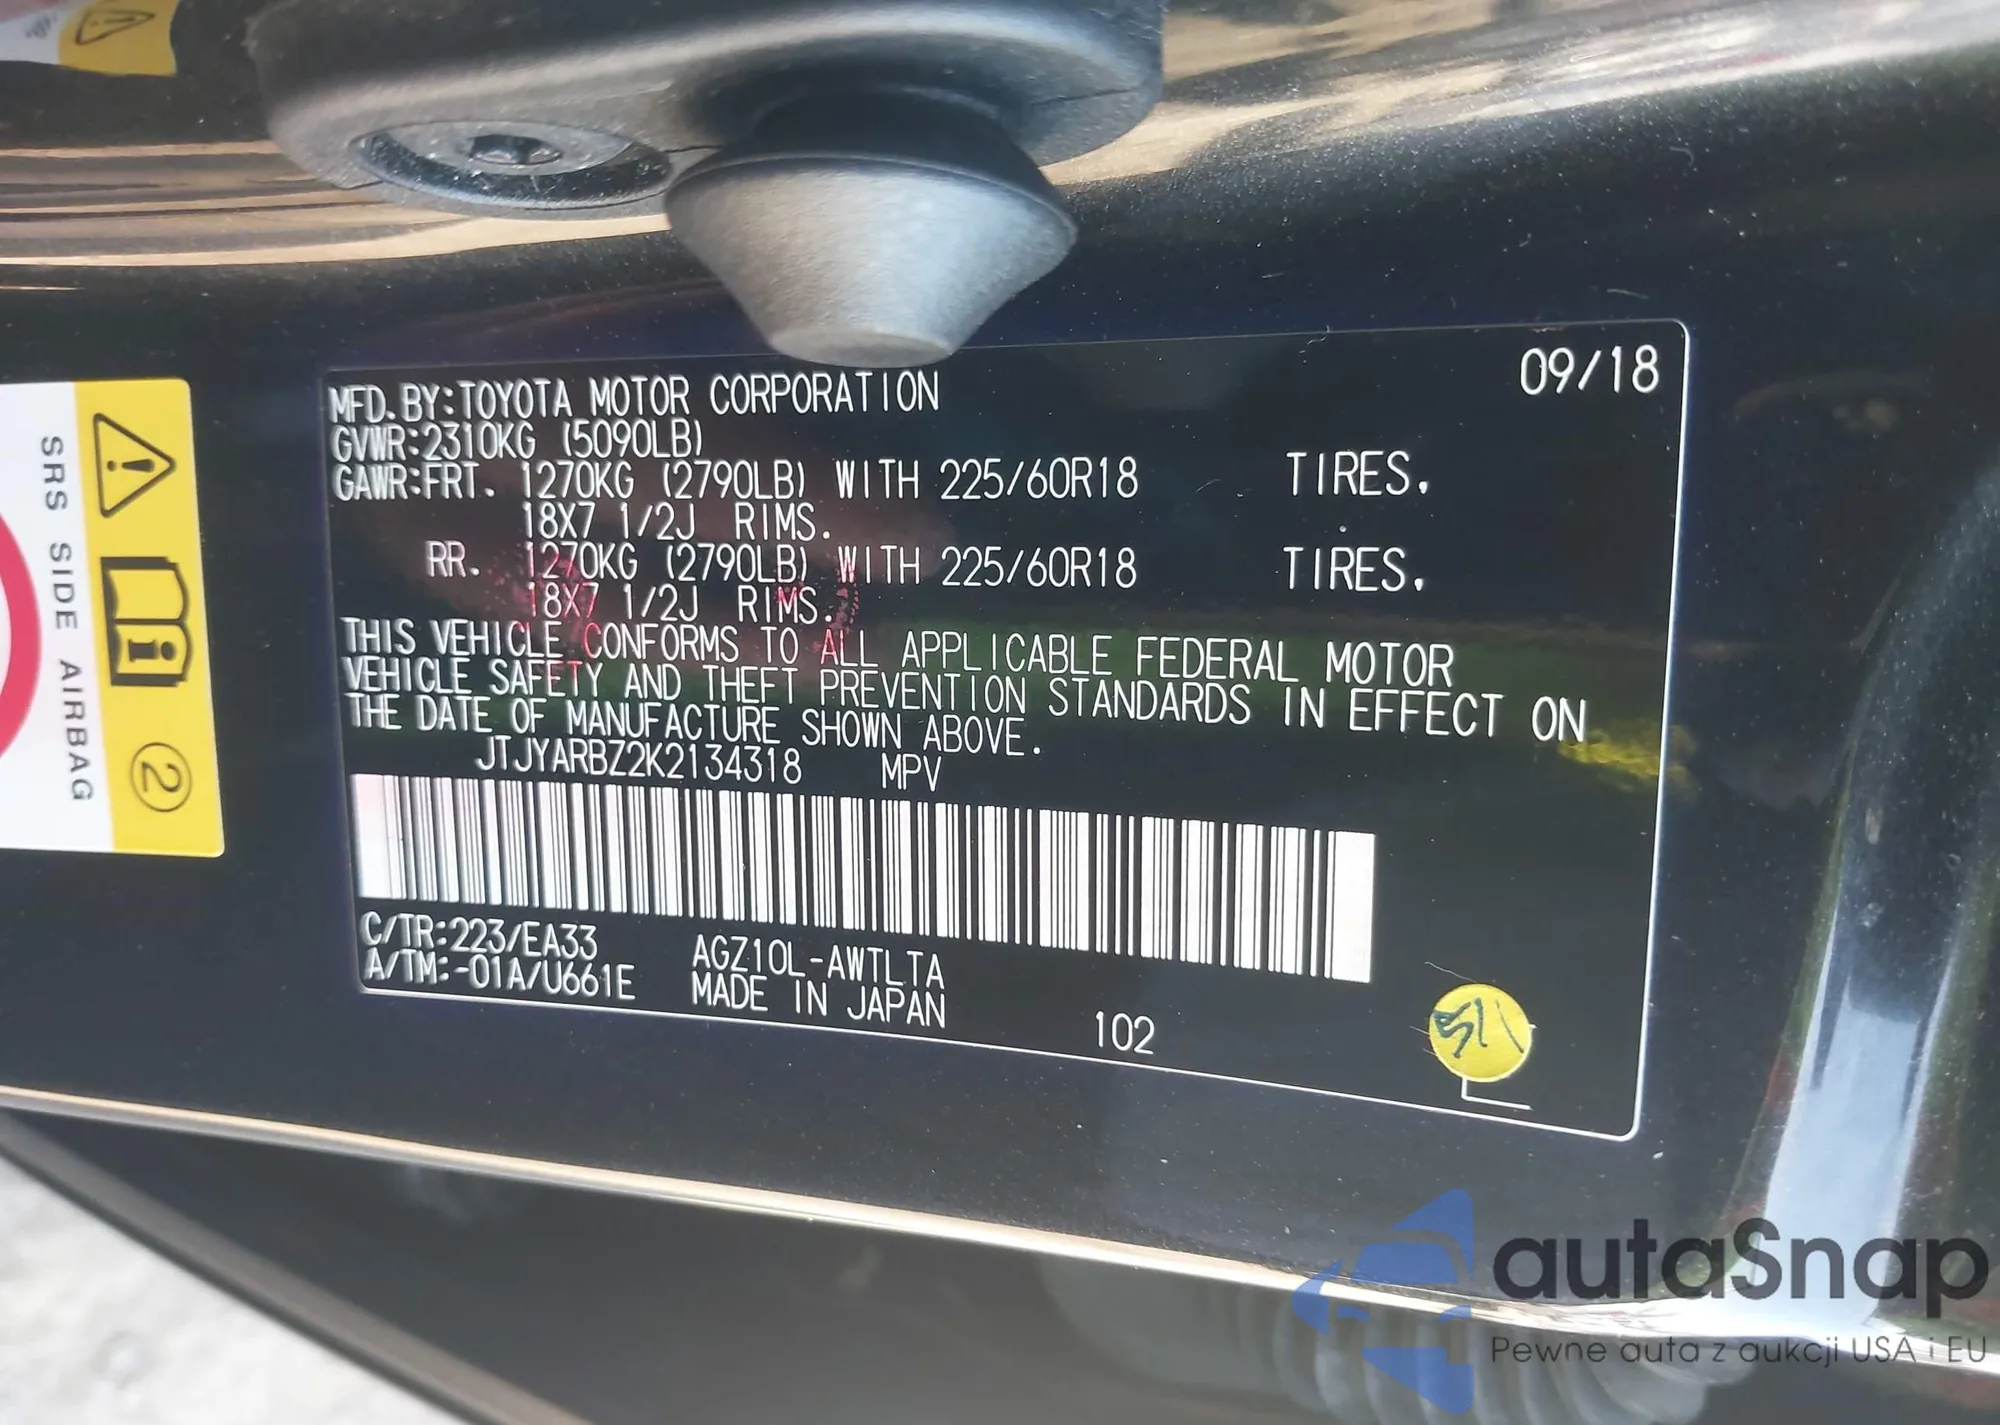 09/18
MFD. BY:TOYOTA MOTOR CORPORATION
GVWR:2310KG (5090LB)
GAWR:FRT. 1270KG (2790LB) WITH 225/60R18 TIRES.
18X7 1/2J RIMS.
RR. 1270KG (2790LB) WITH 225/60R18 TIRES.
18X7 1/2J RIMS.
THIS VEHICLE CONFORMS TO ALL APPLICABLE FEDERAL MOTOR
VEHICLE SAFETY AND THEFT PREVENTION STANDARDS IN EFFECT ON
THE DATE OF MANUFACTURE SHOWN ABOVE.
JTJYARBZ2K2134318 MPV
C/TR:223/EA33 AGZ10L-AWTLTA
A/TM:-01A/U661E MADE IN JAPAN
102
SRS SIDE AIRBAG
2
autaSnap
Pewne auta z aukcji USA i EU